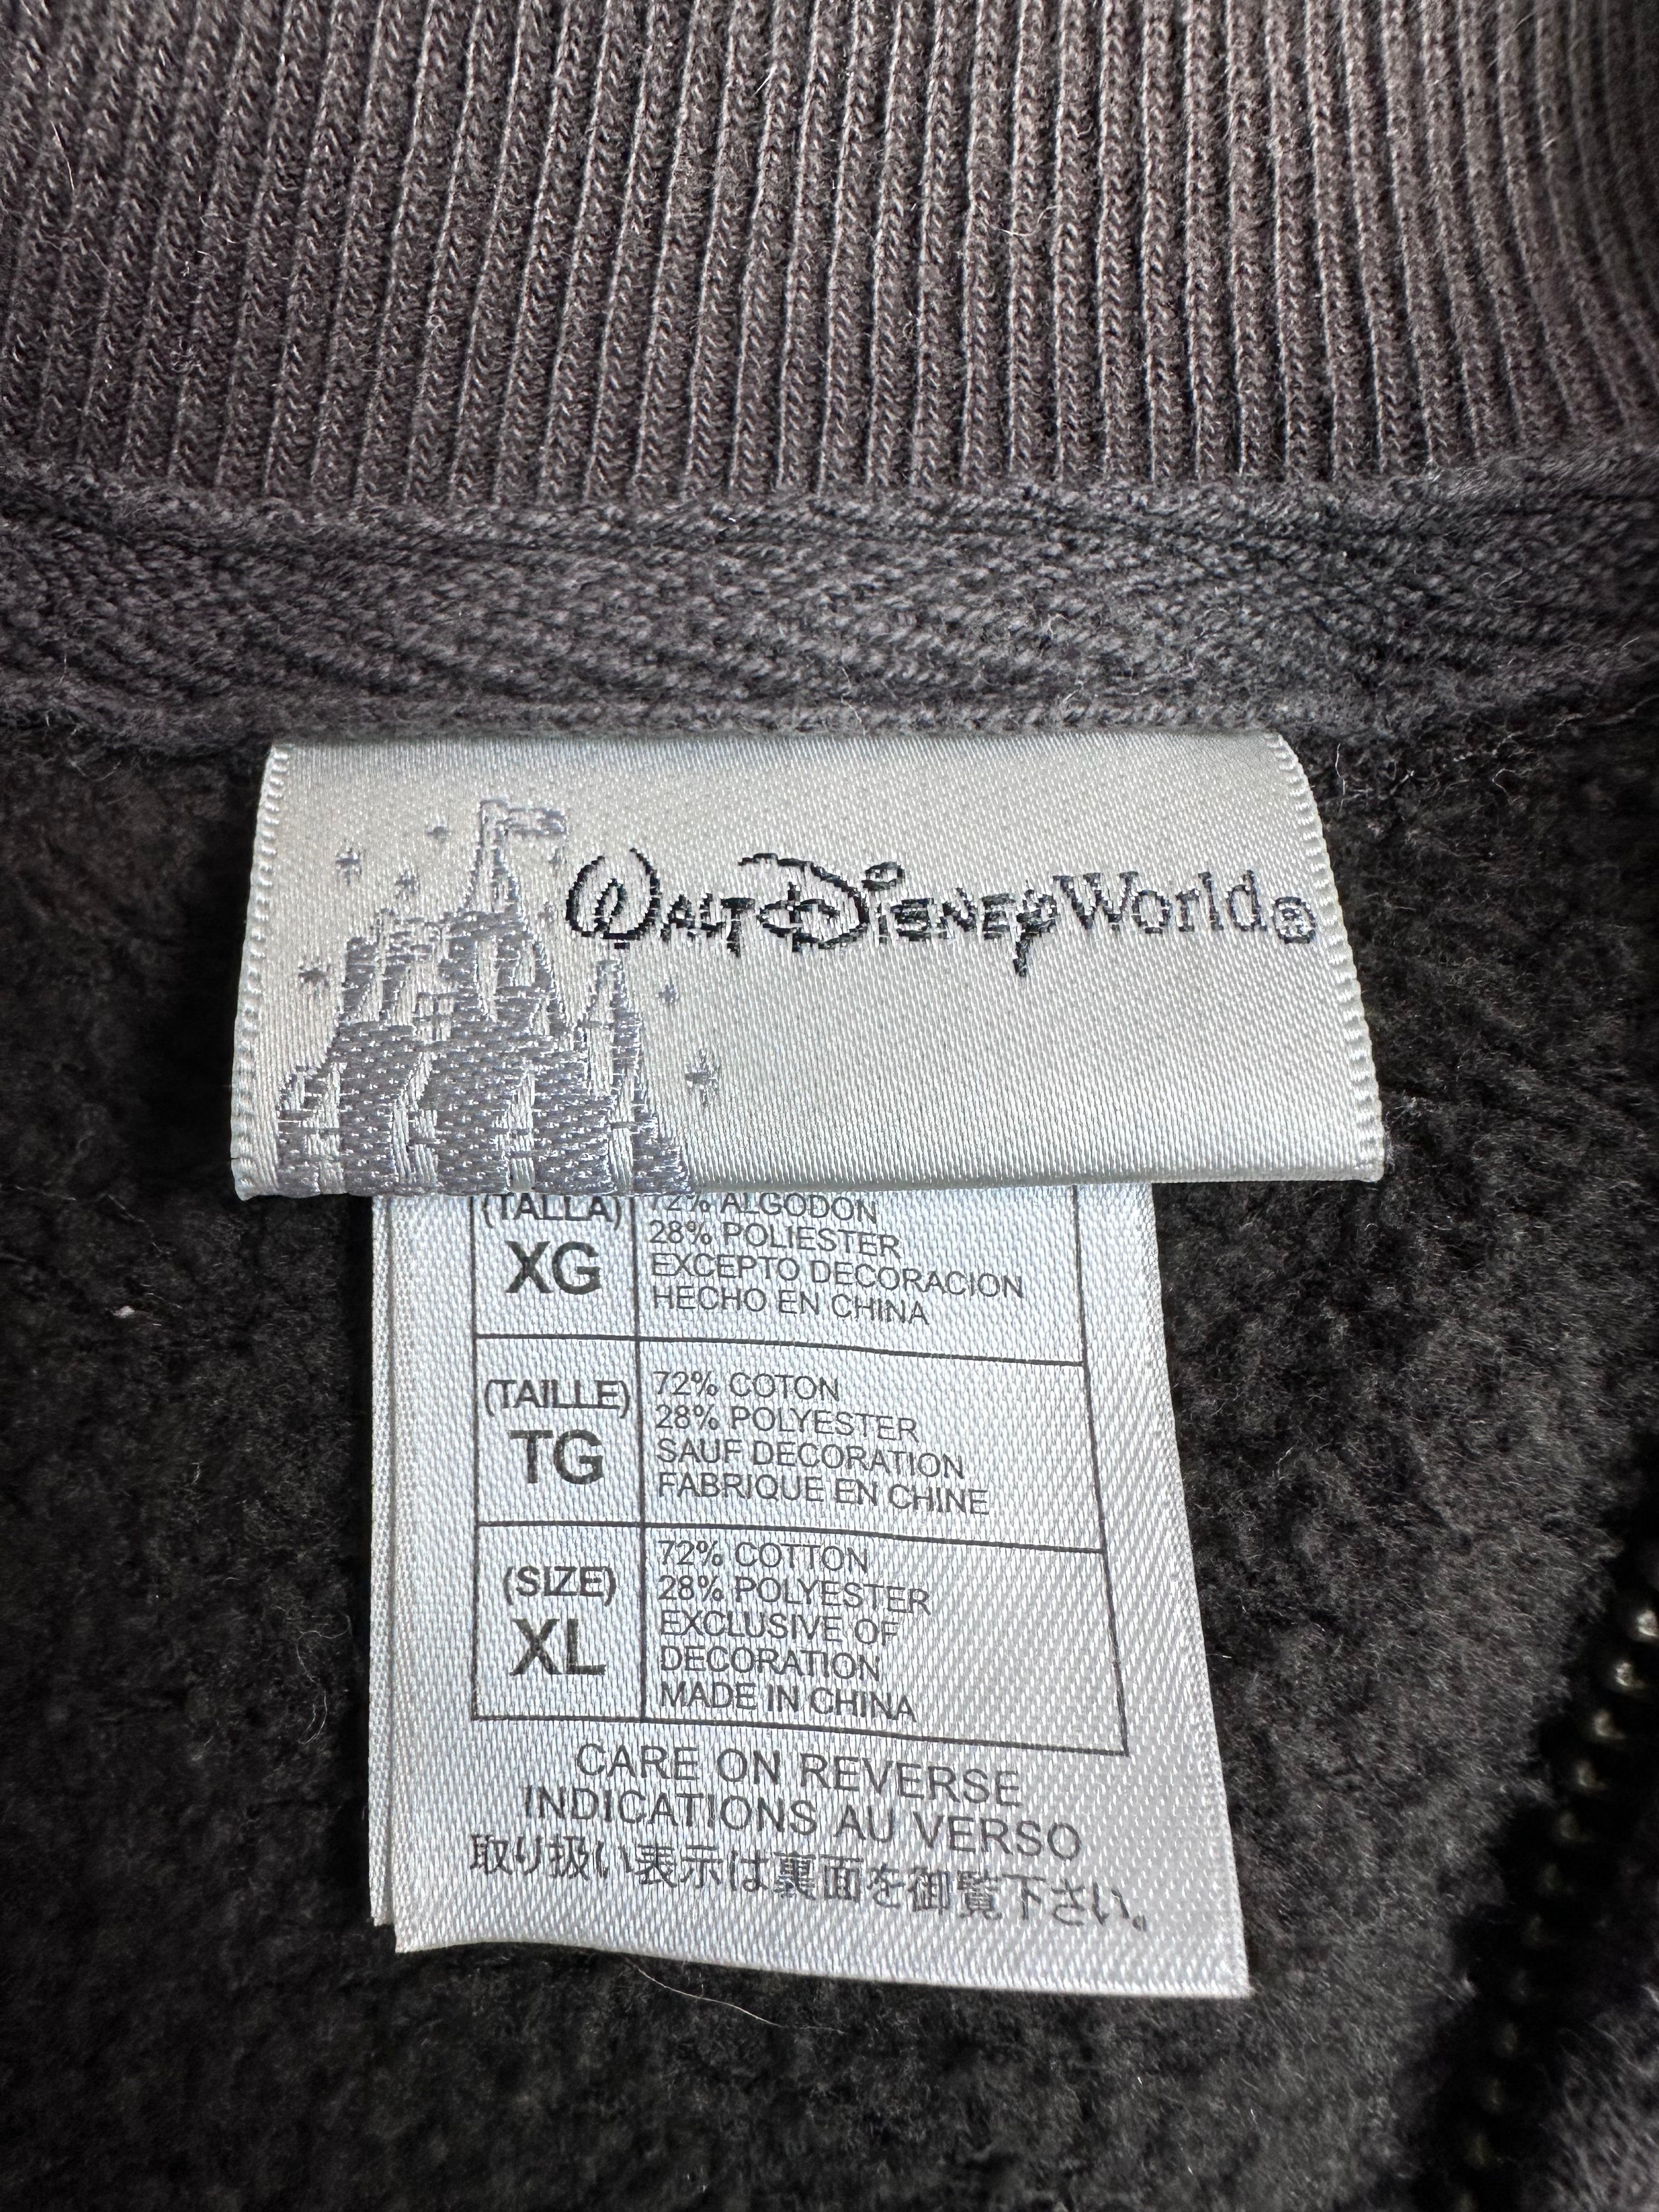 Walt Disney World®
(TALLA)
XG
72% ALGODON
28% POLIESTER
EXCEPTO DECORACION
HECHO EN CHINA
(TAILLE)
TG
72% COTON
28% POLYESTER
SAUF DECORATION
FABRIQUE EN CHINE
(SIZE)
XL
72% COTTON
28% POLYESTER
EXCLUSIVE OF
DECORATION
MADE IN CHINA
CARE ON REVERSE
INDICATIONS AU VERSO
取り扱い表示は裏面を御覧下さい。